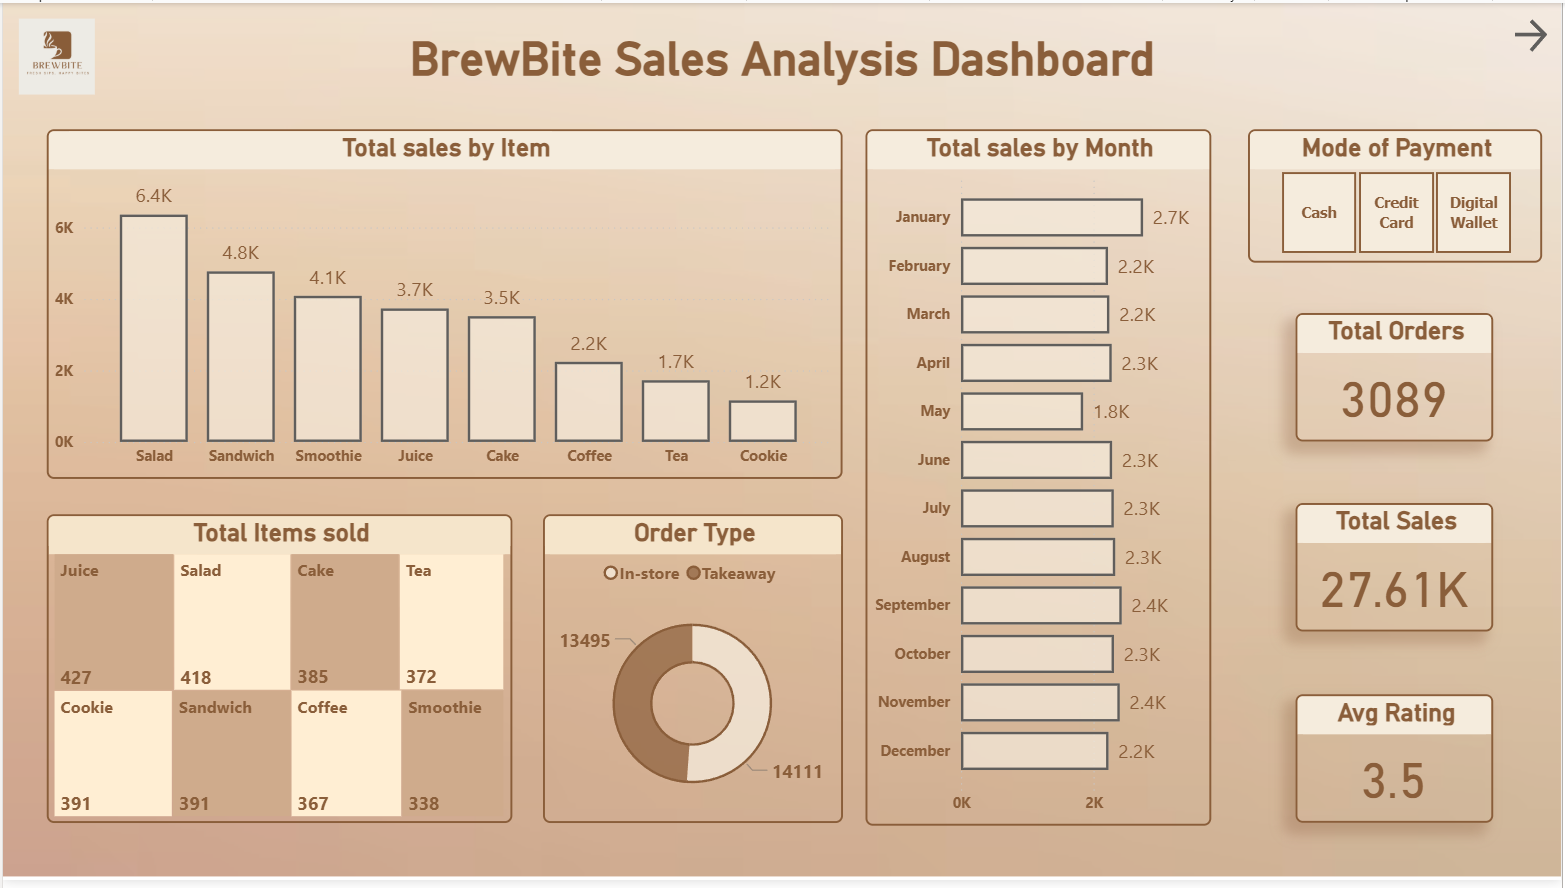 BREWBITE
BrewBite Sales Analysis Dashboard
Total sales by Item
6K
4K
2K
0K
6.4K
4.8K
4.1K
3.7K
3.5K
2.2K
1.7K
1.2K
Salad
Sandwich
Smoothie
Juice
Cake
Coffee
Tea
Cookie
Total sales by Month
January 2.7K
February 2.2K
March 2.2K
April 2.3K
May 1.8K
June 2.3K
July 2.3K
August 2.3K
September 2.4K
October 2.3K
November 2.4K
December 2.2K
0K 2K
Mode of Payment
Cash
Credit
Card
Digital
Wallet
Total Orders
3089
Total Sales
27.61K
Avg Rating
3.5
Total Items sold
Juice
427
Salad
418
Cake
385
Tea
372
Cookie
391
Sandwich
391
Coffee
367
Smoothie
338
Order Type
In-store Takeaway
13495
14111